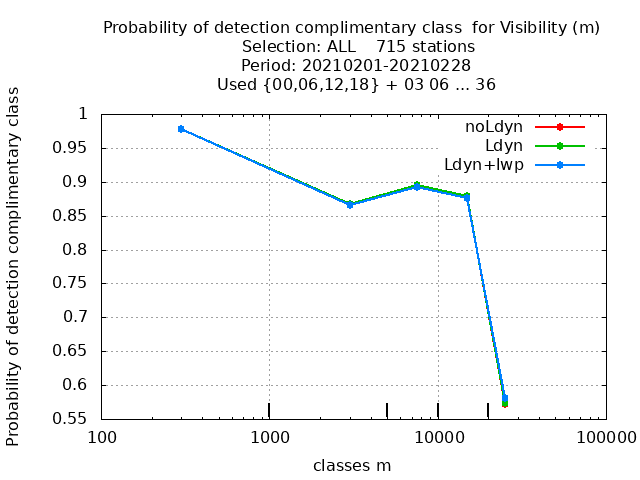 Probability of detection complimentary class  for Visibility (m)
Selection: ALL    715 stations
Period: 20210201-20210228
Used {00,06,12,18} + 03 06 ... 36
Probability of detection complimentary class
1
0.95
0.9
0.85
0.8
0.75
0.7
0.65
0.6
0.55
noLdyn
Ldyn
Ldyn+lwp
100 1000 10000 100000
classes m